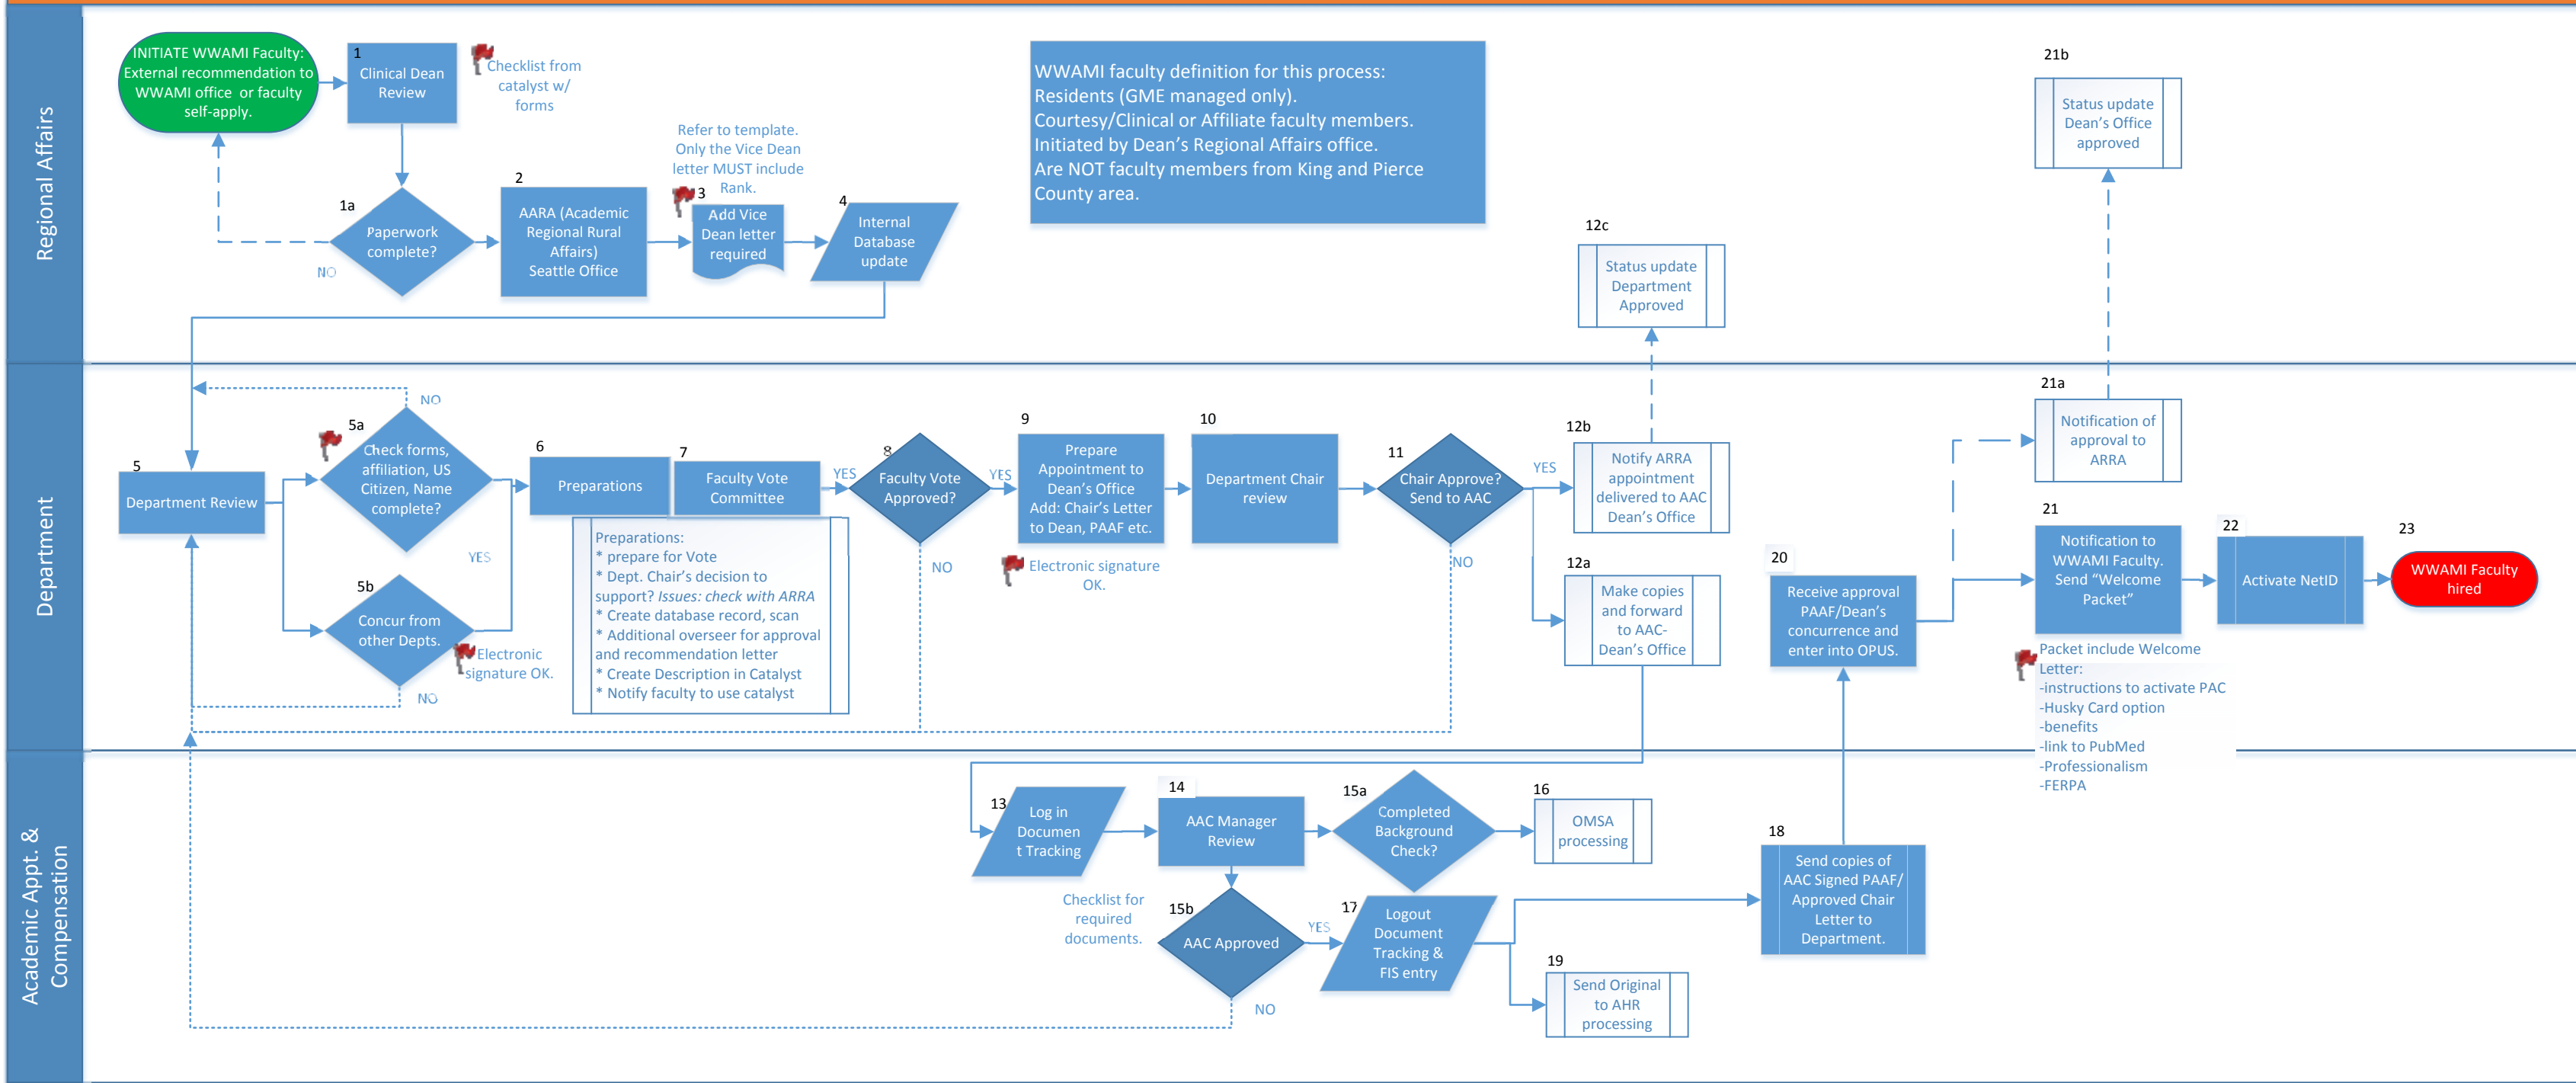 Regional Affairs
INITIATE WWAMI Faculty:
External recommendation to
WWAMI office or faculty
self-apply.
1
Clinical Dean
Review
Checklist from
catalyst w/
forms
1a
Paperwork
complete?
NO
2
AARA (Academic
Regional Rural
Affairs)
Seattle Office
Refer to template.
Only the Vice Dean
letter MUST include
Rank.
3
Add Vice
Dean letter
required
4
Internal
Database
update
WWAMI faculty definition for this process:
Residents (GME managed only).
Courtesy/Clinical or Affiliate faculty members.
Initiated by Dean's Regional Affairs office.
Are NOT faculty members from King and Pierce
County area.
12c
Status update
Department
Approved
21b
Status update
Dean's Office
approved
Department
5
Department Review
5a
Check forms,
affiliation, US
Citizen, Name
complete?
NO
YES
5b
Concur from
other Depts.
NO
Electronic
signature OK.
6
Preparations
7
Faculty Vote
Committee
Preparations:
* prepare for Vote
* Dept. Chair's decision to
support? Issues: check with ARRA
* Create database record, scan
* Additional overseer for approval
and recommendation letter
* Create Description in Catalyst
* Notify faculty to use catalyst
YES
8
Faculty Vote
Approved?
YES
NO
9
Prepare
Appointment to
Dean's Office
Add: Chair's Letter
to Dean, PAAF etc.
Electronic signature
OK.
10
Department Chair
review
11
Chair Approve?
Send to AAC
YES
NO
12b
Notify ARRA
appointment
delivered to AAC
Dean's Office
12a
Make copies
and forward
to AAC-
Dean's Office
20
Receive approval
PAAF/Dean's
concurrence and
enter into OPUS.
21a
Notification of
approval to
ARRA
21
Notification to
WWAMI Faculty.
Send "Welcome
Packet"
Packet include Welcome
Letter:
-instructions to activate PAC
-Husky Card option
-benefits
-link to PubMed
-Professionalism
-FERPA
22
Activate NetID
23
WWAMI Faculty
hired
Academic Appt. &
Compensation
13
Log in
Documen
t Tracking
14
AAC Manager
Review
Checklist for
required
documents.
15a
Completed
Background
Check?
16
OMSA
processing
15b
AAC Approved
YES
NO
17
Logout
Document
Tracking &
FIS entry
18
Send copies of
AAC Signed PAAF/
Approved Chair
Letter to
Department.
19
Send Original
to AHR
processing